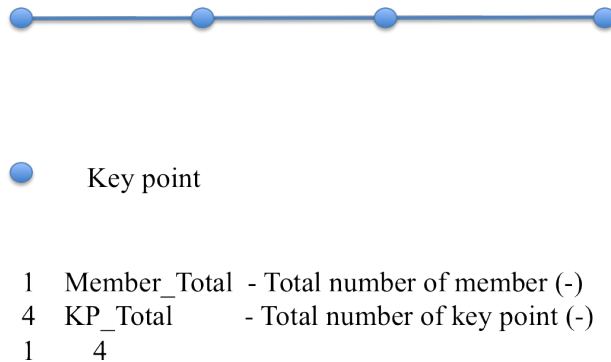 Key point
1 Member_Total - Total number of member (-)
4 KP_Total - Total number of key point (-)
1 4